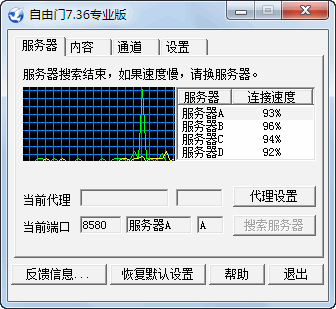 自由门7.36专业版
服务器 内容 通道 设置
服务器搜索结束，如果速度慢，请换服务器。
服务器 连接速度
服务器A 93%
服务器B 96%
服务器C 94%
服务器D 92%
当前代理 代理设置
当前端口 8580 服务器A A 搜索服务器
反馈信息... 恢复默认设置 帮助 退出